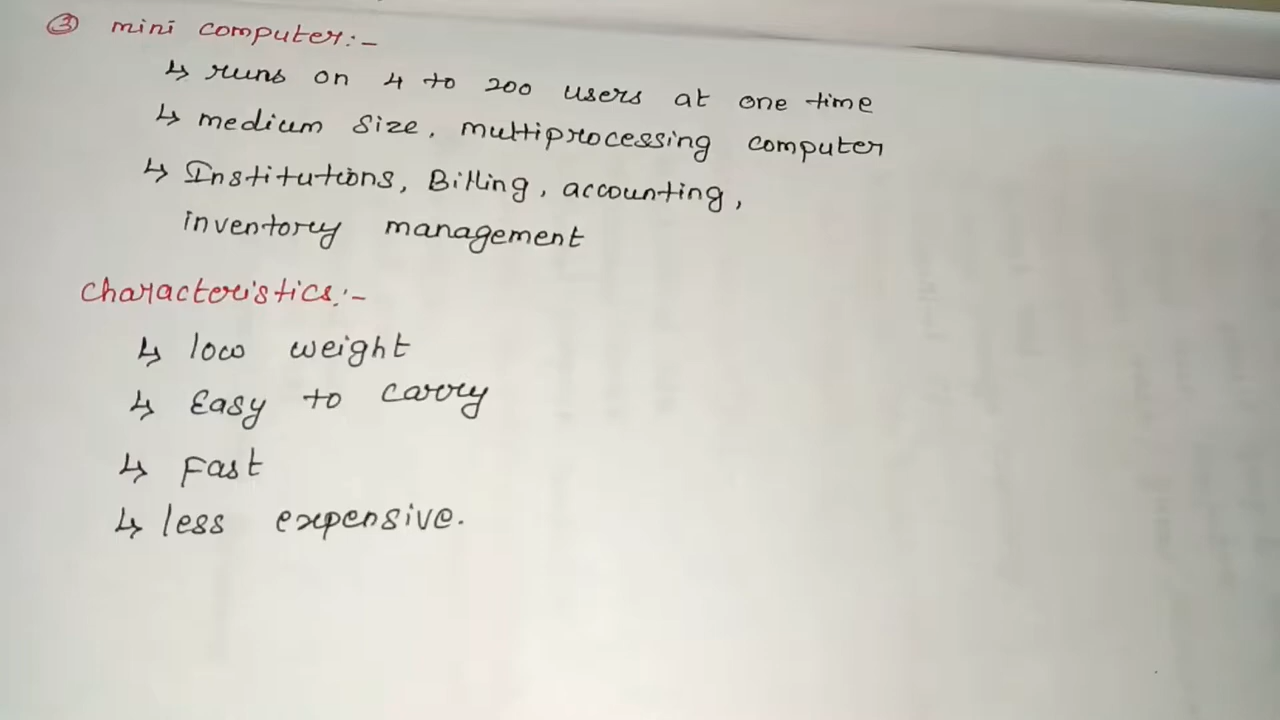 ③ mini computer:-
↳ runs on 4 to 200 users at one time
↳ medium size, multiprocessing computer
↳ Institutions, Billing, accounting,
inventory management
characteristics:-
↳ low weight
↳ Easy to carry
↳ Fast
↳ less expensive.